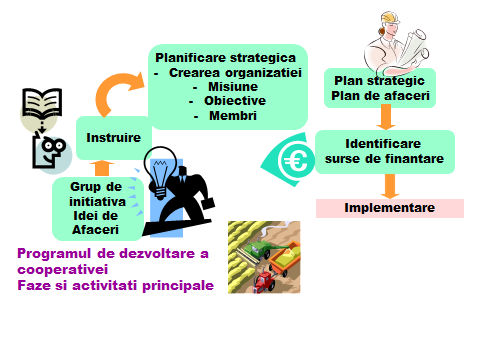 Planificare strategica
- Crearea organizatiei
- Misiune
- Obiective
- Membri
Plan strategic
Plan de afaceri
Instruire
Identificare
surse de finantare
Grup de
initiativa
Idei de
Afaceri
Implementare
Programul de dezvoltare a
cooperativei
Faze si activitati principale